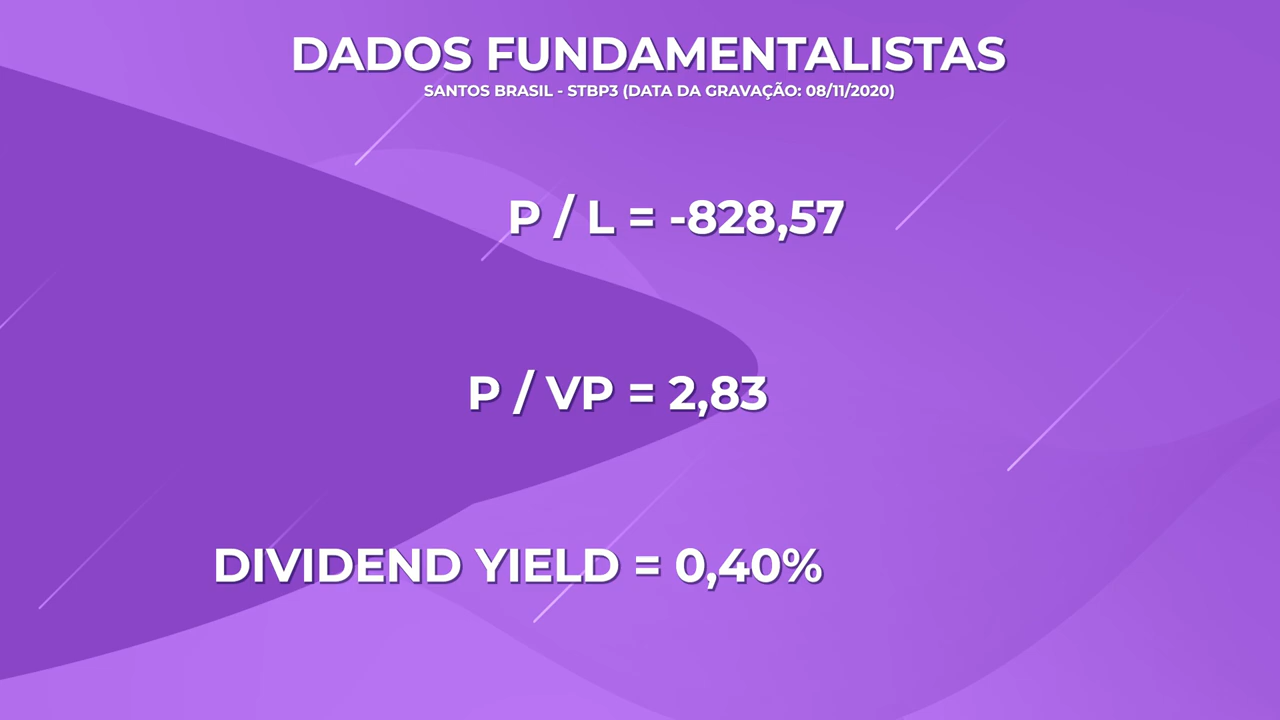 DADOS FUNDAMENTALISTAS
SANTOS BRASIL - STBP3 (DATA DA GRAVAÇÃO: 08/11/2020)
P / L = -828,57
P / VP = 2,83
DIVIDEND YIELD = 0,40%